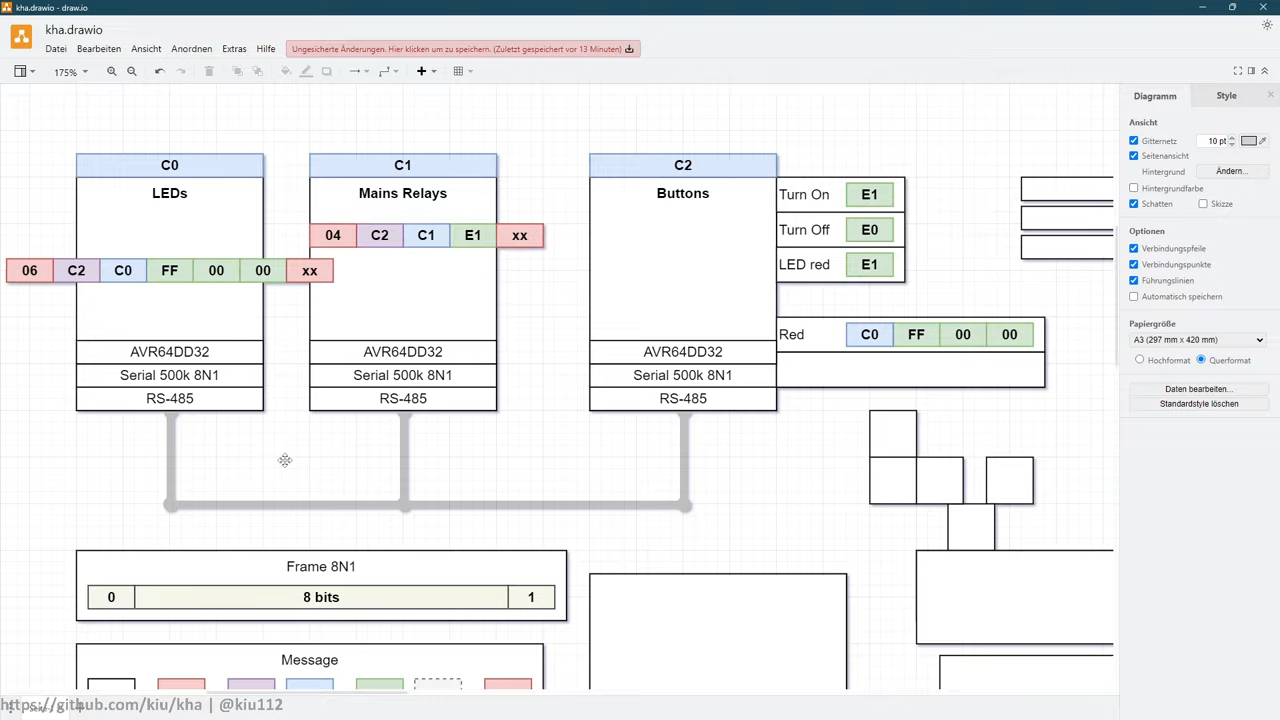 kha.drawio - draw.io
kha.drawio
Datei Bearbeiten Ansicht Anordnen Extras Hilfe
Ungesicherte Änderungen. Hier klicken um zu speichern. (Zuletzt gespeichert vor 13 Minuten)
175%
Diagramm Style
Ansicht
Gitternetz 10 pt
Seitenansicht
Hintergrund Ändern...
Hintergrundfarbe
Schatten Skizze
Optionen
Verbindungspfeile
Verbindungspunkte
Führungslinien
Automatisch speichern
Papiergröße
A3 (297 mm x 420 mm)
Hochformat Querformat
Daten bearbeiten...
Standardstyle löschen
C0
LEDs
06 C2 C0 FF 00 00 xx
AVR64DD32
Serial 500k 8N1
RS-485
C1
Mains Relays
04 C2 C1 E1 xx
AVR64DD32
Serial 500k 8N1
RS-485
C2
Buttons
AVR64DD32
Serial 500k 8N1
RS-485
Turn On E1
Turn Off E0
LED red E1
Red C0 FF 00 00
Frame 8N1
0 8 bits 1
Message
https://github.com/kiu/kha | @kiu112